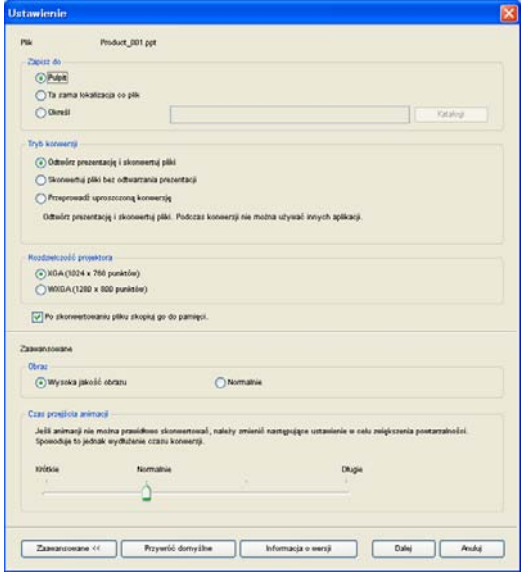 Ustawienie
Plik Product_001.ppt
Zapisz do
Pulpit
Ta sama lokalizacja co plik
Określ Katalogi
Tryb konwersji
Odtwórz prezentację i skonwertuj pliki
Skonwertuj pliki bez odtwarzania prezentacji
Przeprowadź uproszczoną konwersję
Odtwórz prezentację i skonwertuj pliki. Podczas konwersji nie można używać innych aplikacji.
Rozdzielczość projektora
XGA (1024 x 768 punktów)
WXGA (1280 x 800 punktów)
Po skonwertowaniu pliku skopiuj go do pamięci.
Zaawansowane
Obraz
Wysoka jakość obrazu Normalnie
Czas przejścia animacji
Jeśli animacji nie można prawidłowo skonwertować, należy zmienić następujące ustawienie w celu zwiększenia powtarzalności.
Spowoduje to jednak wydłużenie czasu konwersji.
Krótkie Normalnie Długie
Zaawansowane << Przywróć domyślne Informacja o wersji Dalej Anuluj